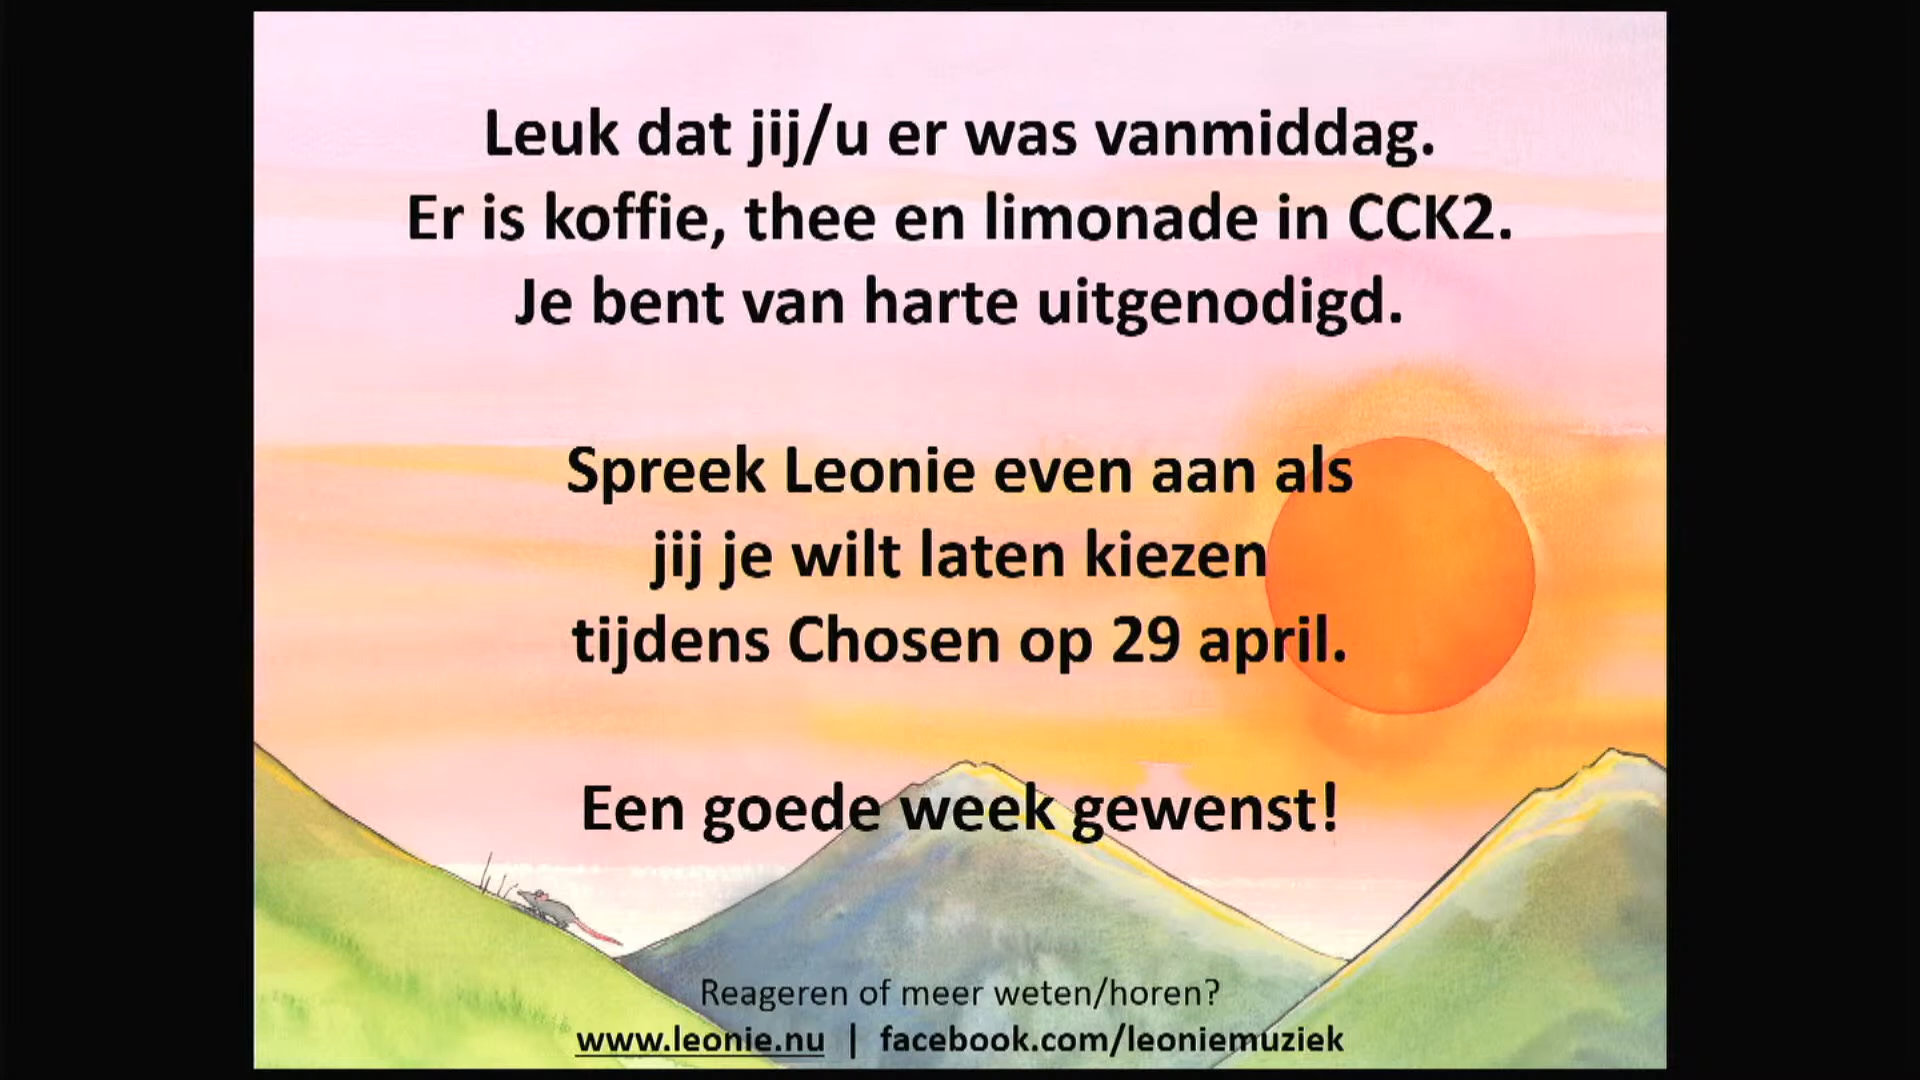 Leuk dat jij/u er was vanmiddag.
Er is koffie, thee en limonade in CCK2.
Je bent van harte uitgenodigd.
Spreek Leonie even aan als
jij je wilt laten kiezen
tijdens Chosen op 29 april.
Een goede week gewenst!
Reageren of meer weten/horen?
www.leonie.nu | facebook.com/leoniemuziek